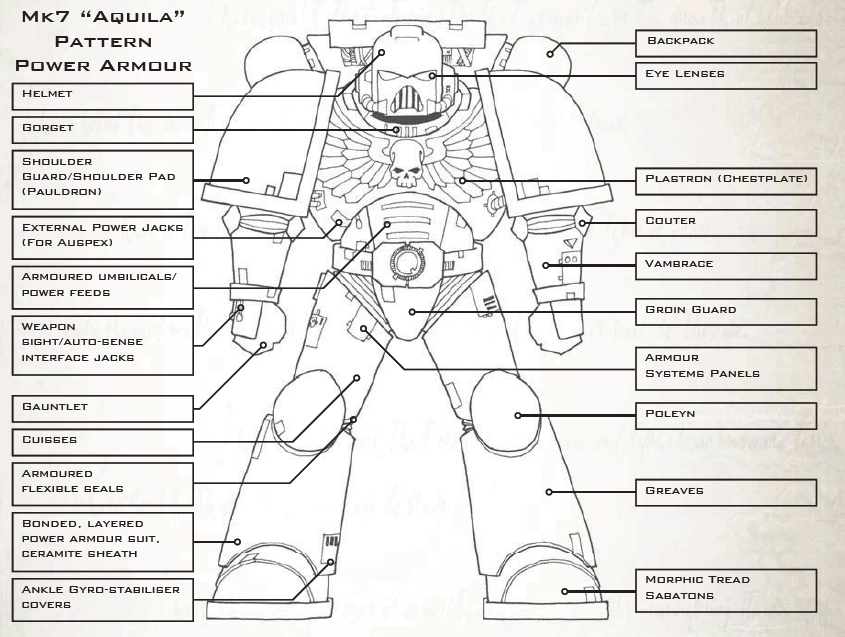 Mk7 “Aquila”
Pattern
Power Armour
Helmet
Gorget
Shoulder
Guard/Shoulder Pad
(Pauldron)
External Power Jacks
(For Auspex)
Armoured umbilicals/
power feeds
Weapon
sight/auto-sense
interface jacks
Gauntlet
Cuisses
Armoured
flexible seals
Bonded, layered
power armour suit,
ceramite sheath
Ankle Gyro-stabiliser
covers
Backpack
Eye Lenses
Plastron (Chestplate)
Couter
Vambrace
Groin Guard
Armour
Systems Panels
Poleyn
Greaves
Morphic Tread
Sabatons